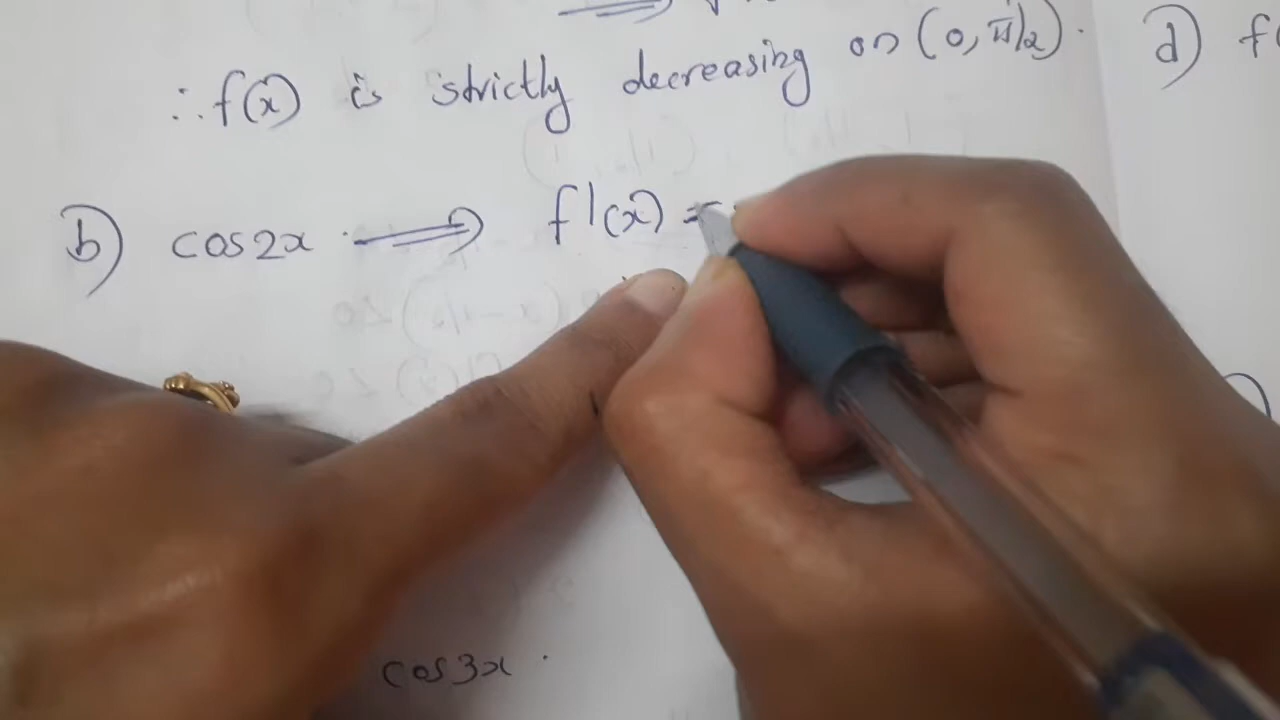 ∴ f(x) is strictly decreasing on (0, π/2).
d) f(
b) cos2x ⟹ f'(x) =
cos3x.